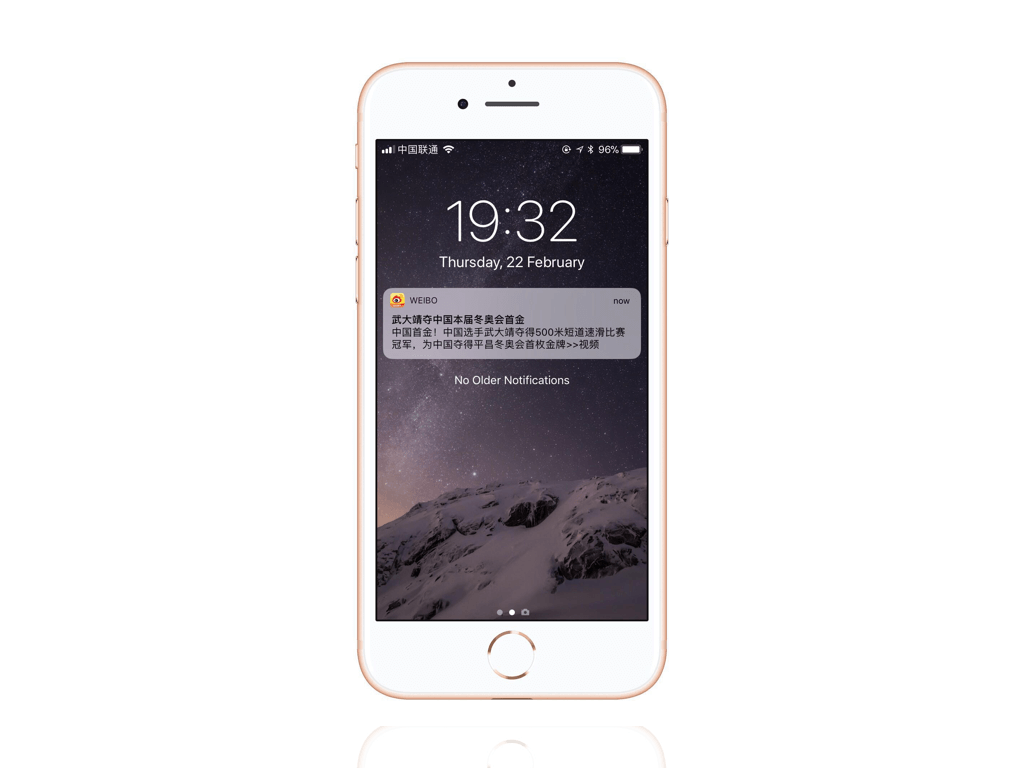 中国联通
96%
19:32
Thursday, 22 February
WEIBO
now
武大靖夺中国本届冬奥会首金
中国首金！中国选手武大靖夺得500米短道速滑比赛
冠军，为中国夺得平昌冬奥会首枚金牌>>视频
No Older Notifications